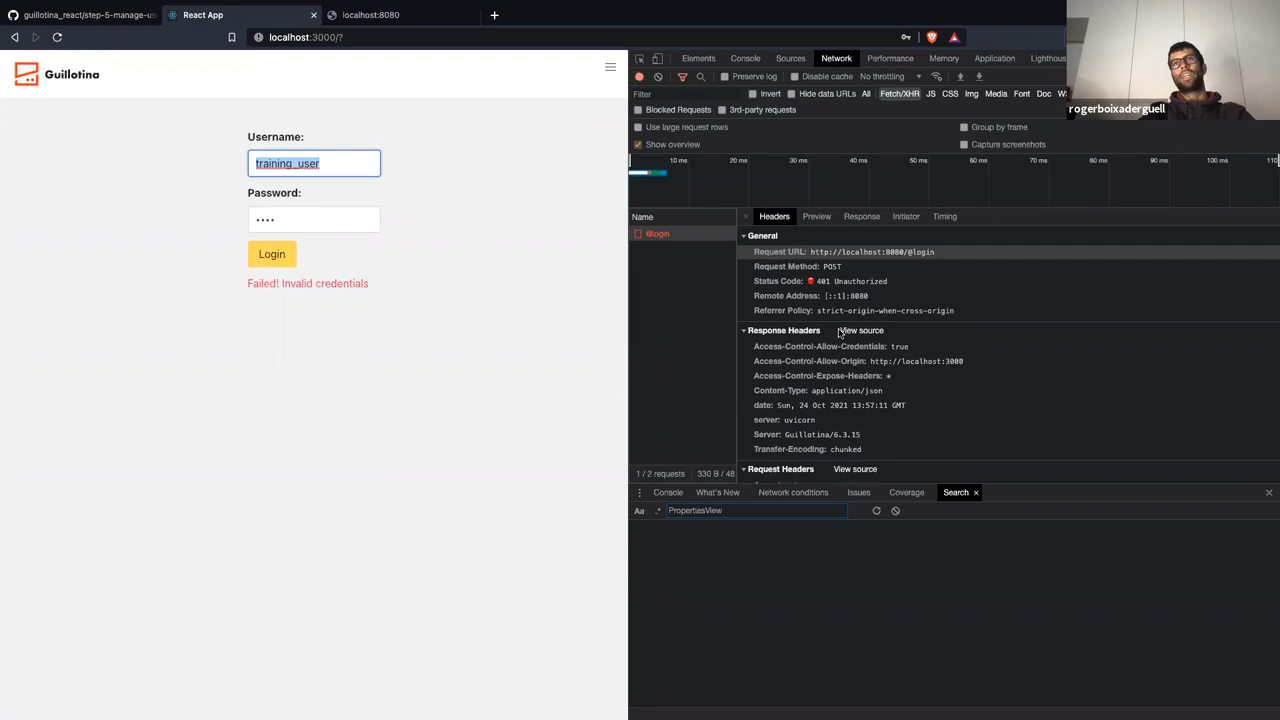 guillotina_react/step-5-manage-us
React App
localhost:8080
localhost:3000/?
Guillotina
Username:
training_user
Password:
Login
Failed! Invalid credentials
Elements Console Sources Network Performance Memory Application Lighthous
Preserve log Disable cache No throttling
Filter Invert Hide data URLs All Fetch/XHR JS CSS Img Media Font Doc W
Blocked Requests 3rd-party requests
Use large request rows Group by frame
Show overview Capture screenshots
10 ms 20 ms 30 ms 40 ms 50 ms 60 ms 70 ms 80 ms 90 ms 100 ms 110
Name Headers Preview Response Initiator Timing
@login
General
Request URL: http://localhost:8080/@login
Request Method: POST
Status Code: 401 Unauthorized
Remote Address: [::1]:8080
Referrer Policy: strict-origin-when-cross-origin
Response Headers View source
Access-Control-Allow-Credentials: true
Access-Control-Allow-Origin: http://localhost:3000
Access-Control-Expose-Headers: *
Content-Type: application/json
date: Sun, 24 Oct 2021 13:57:11 GMT
server: uvicorn
Server: Guillotina/6.3.15
Transfer-Encoding: chunked
Request Headers View source
1 / 2 requests 330 B / 48
Console What's New Network conditions Issues Coverage Search
Aa .* PropertiesView
rogerboixaderguell